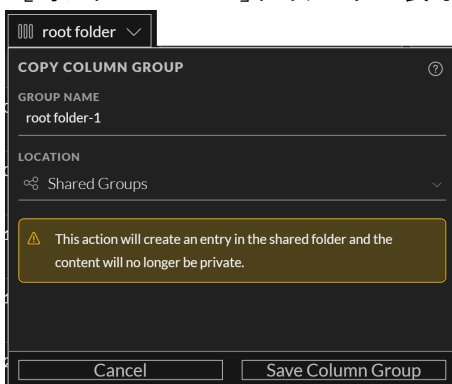 root folder
COPY COLUMN GROUP
GROUP NAME
root folder-1
LOCATION
Shared Groups
This action will create an entry in the shared folder and the
content will no longer be private.
Cancel
Save Column Group